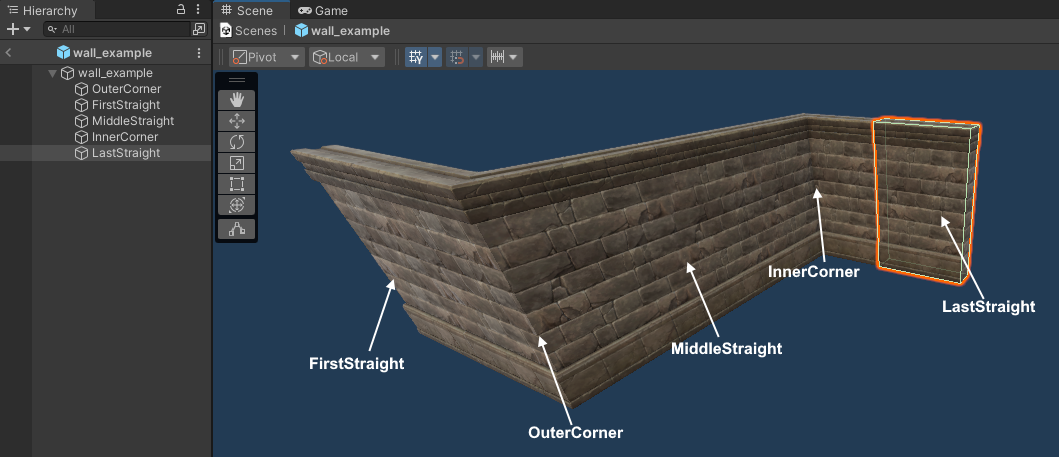 Hierarchy
All
wall_example
wall_example
OuterCorner
FirstStraight
MiddleStraight
InnerCorner
LastStraight
Scene
Game
Scenes
wall_example
Pivot
Local
InnerCorner
LastStraight
MiddleStraight
FirstStraight
OuterCorner